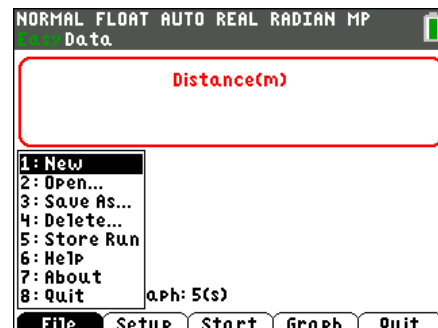 NORMAL FLOAT AUTO REAL RADIAN MP
EasyData
Distance(m)
1:New
2:Open...
3:Save As...
4:Delete...
5:Store Run
6:Help
7:About
8:Quit
aph:5(s)
File Setup Start Graph Quit